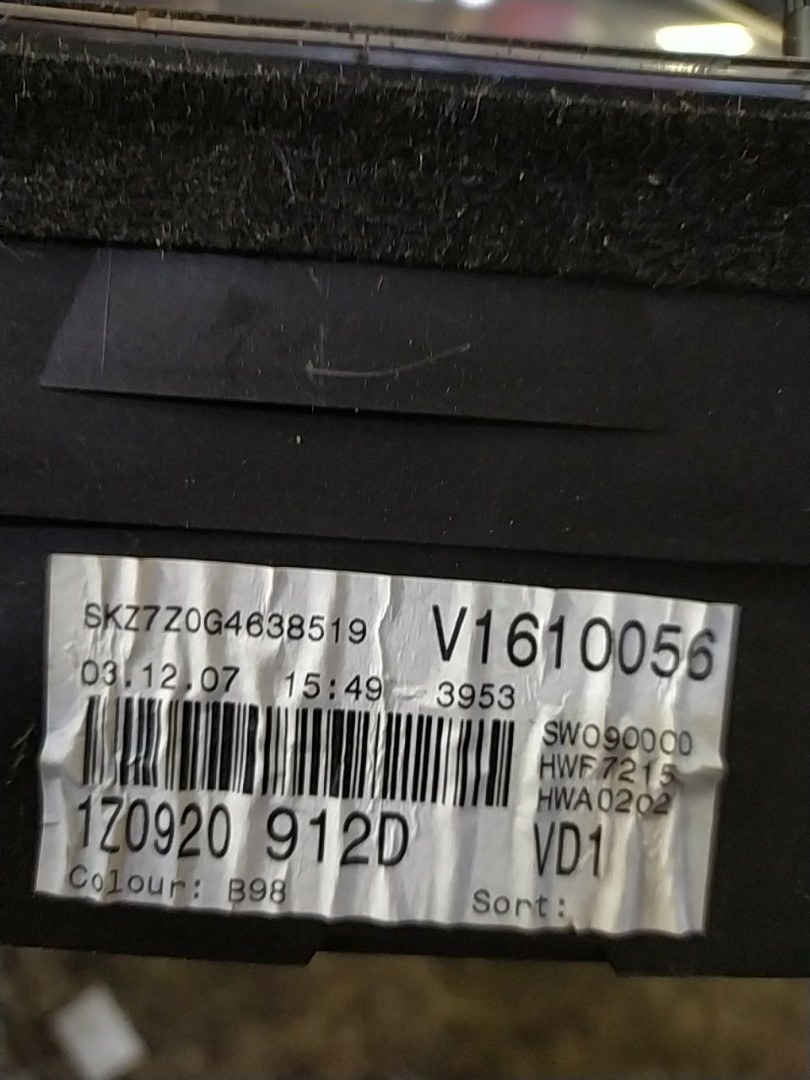 SKZ7Z0G4638519 V1610056
03.12.07 15:49 3953
SW090000
HWF7215
HWA0202
1Z0920 912D VD1
Colour: B98 Sort: